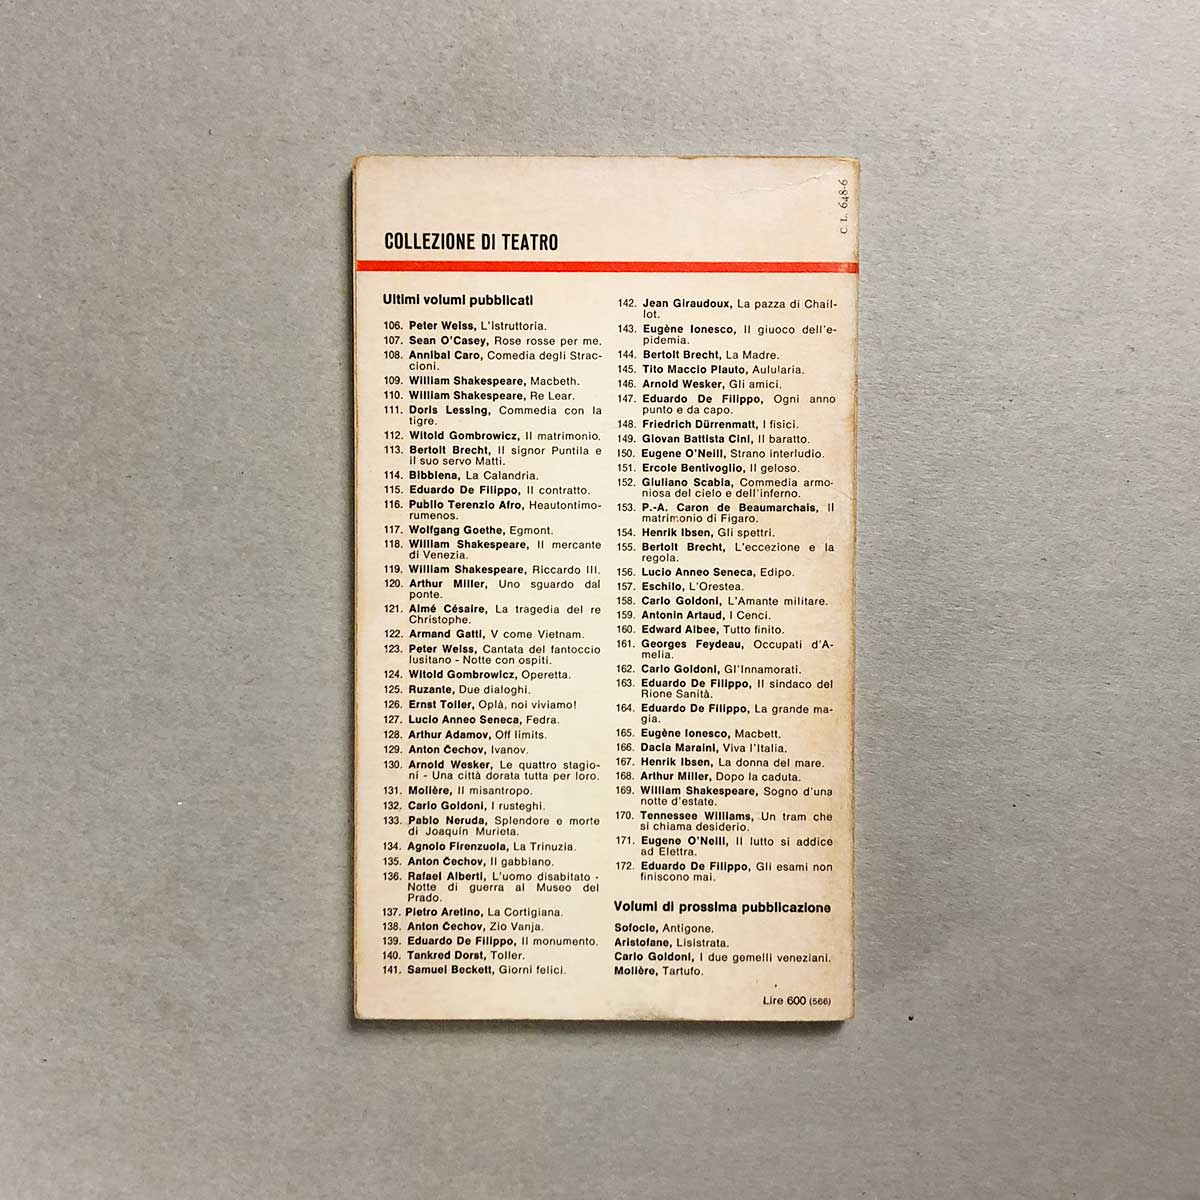 C. L. 648-6
COLLEZIONE DI TEATRO
Ultimi volumi pubblicati
106. Peter Weiss, L'istruttoria.
107. Sean O'Casey, Rose rosse per me.
108. Annibal Caro, Comedia degli Strac-
cioni.
109. William Shakespeare, Macbeth.
110. William Shakespeare, Re Lear.
111. Doris Lessing, Commedia con la
tigre.
112. Witold Gombrowicz, Il matrimonio.
113. Bertolt Brecht, Il signor Puntila e
il suo servo Matti.
114. Bibbiena, La Calandria.
115. Eduardo De Filippo, Il contratto.
116. Publio Terenzio Afro, Heautontimo-
rumenos.
117. Wolfgang Goethe, Egmont.
118. William Shakespeare, Il mercante
di Venezia.
119. William Shakespeare, Riccardo III.
120. Arthur Miller, Uno sguardo dal
ponte.
121. Aimé Césaire, La tragedia del re
Christophe.
122. Armand Gatti, V come Vietnam.
123. Peter Weiss, Cantata del fantoccio
lusitano - Notte con ospiti.
124. Witold Gombrowicz, Operetta.
125. Ruzante, Due dialoghi.
126. Ernst Toller, Oplà, noi viviamo!
127. Lucio Anneo Seneca, Fedra.
128. Arthur Adamov, Off limits.
129. Anton Čechov, Ivanov.
130. Arnold Wesker, Le quattro stagio-
ni - Una città dorata tutta per loro.
131. Molière, Il misantropo.
132. Carlo Goldoni, I rusteghi.
133. Pablo Neruda, Splendore e morte
di Joaquín Murieta.
134. Agnolo Firenzuola, La Trinuzia.
135. Anton Čechov, Il gabbiano.
136. Rafael Alberti, L'uomo disabitato -
Notte di guerra al Museo del
Prado.
137. Pietro Aretino, La Cortigiana.
138. Anton Čechov, Zio Vanja.
139. Eduardo De Filippo, Il monumento.
140. Tankred Dorst, Toller.
141. Samuel Beckett, Giorni felici.
142. Jean Giraudoux, La pazza di Chail-
lot.
143. Eugène Ionesco, Il giuoco dell'e-
pidemia.
144. Bertolt Brecht, La Madre.
145. Tito Maccio Plauto, Aulularia.
146. Arnold Wesker, Gli amici.
147. Eduardo De Filippo, Ogni anno
punto e da capo.
148. Friedrich Dürrenmatt, I fisici.
149. Giovan Battista Cini, Il baratto.
150. Eugene O'Neill, Strano interludio.
151. Ercole Bentivoglio, Il geloso.
152. Giuliano Scabia, Commedia armo-
niosa del cielo e dell'inferno.
153. P.-A. Caron de Beaumarchais, Il
matrimonio di Figaro.
154. Henrik Ibsen, Gli spettri.
155. Bertolt Brecht, L'eccezione e la
regola.
156. Lucio Anneo Seneca, Edipo.
157. Eschilo, L'Orestea.
158. Carlo Goldoni, L'Amante militare.
159. Antonin Artaud, I Cenci.
160. Edward Albee, Tutto finito.
161. Georges Feydeau, Occupati d'A-
melia.
162. Carlo Goldoni, Gl'Innamorati.
163. Eduardo De Filippo, Il sindaco del
Rione Sanità.
164. Eduardo De Filippo, La grande ma-
gia.
165. Eugène Ionesco, Macbett.
166. Dacia Maraini, Viva l'Italia.
167. Henrik Ibsen, La donna del mare.
168. Arthur Miller, Dopo la caduta.
169. William Shakespeare, Sogno d'una
notte d'estate.
170. Tennessee Williams, Un tram che
si chiama desiderio.
171. Eugene O'Neill, Il lutto si addice
ad Elettra.
172. Eduardo De Filippo, Gli esami non
finiscono mai.
Volumi di prossima pubblicazione
Sofocle, Antigone.
Aristofane, Lisistrata.
Carlo Goldoni, I due gemelli veneziani.
Molière, Tartufo.
Lire 600 (566)